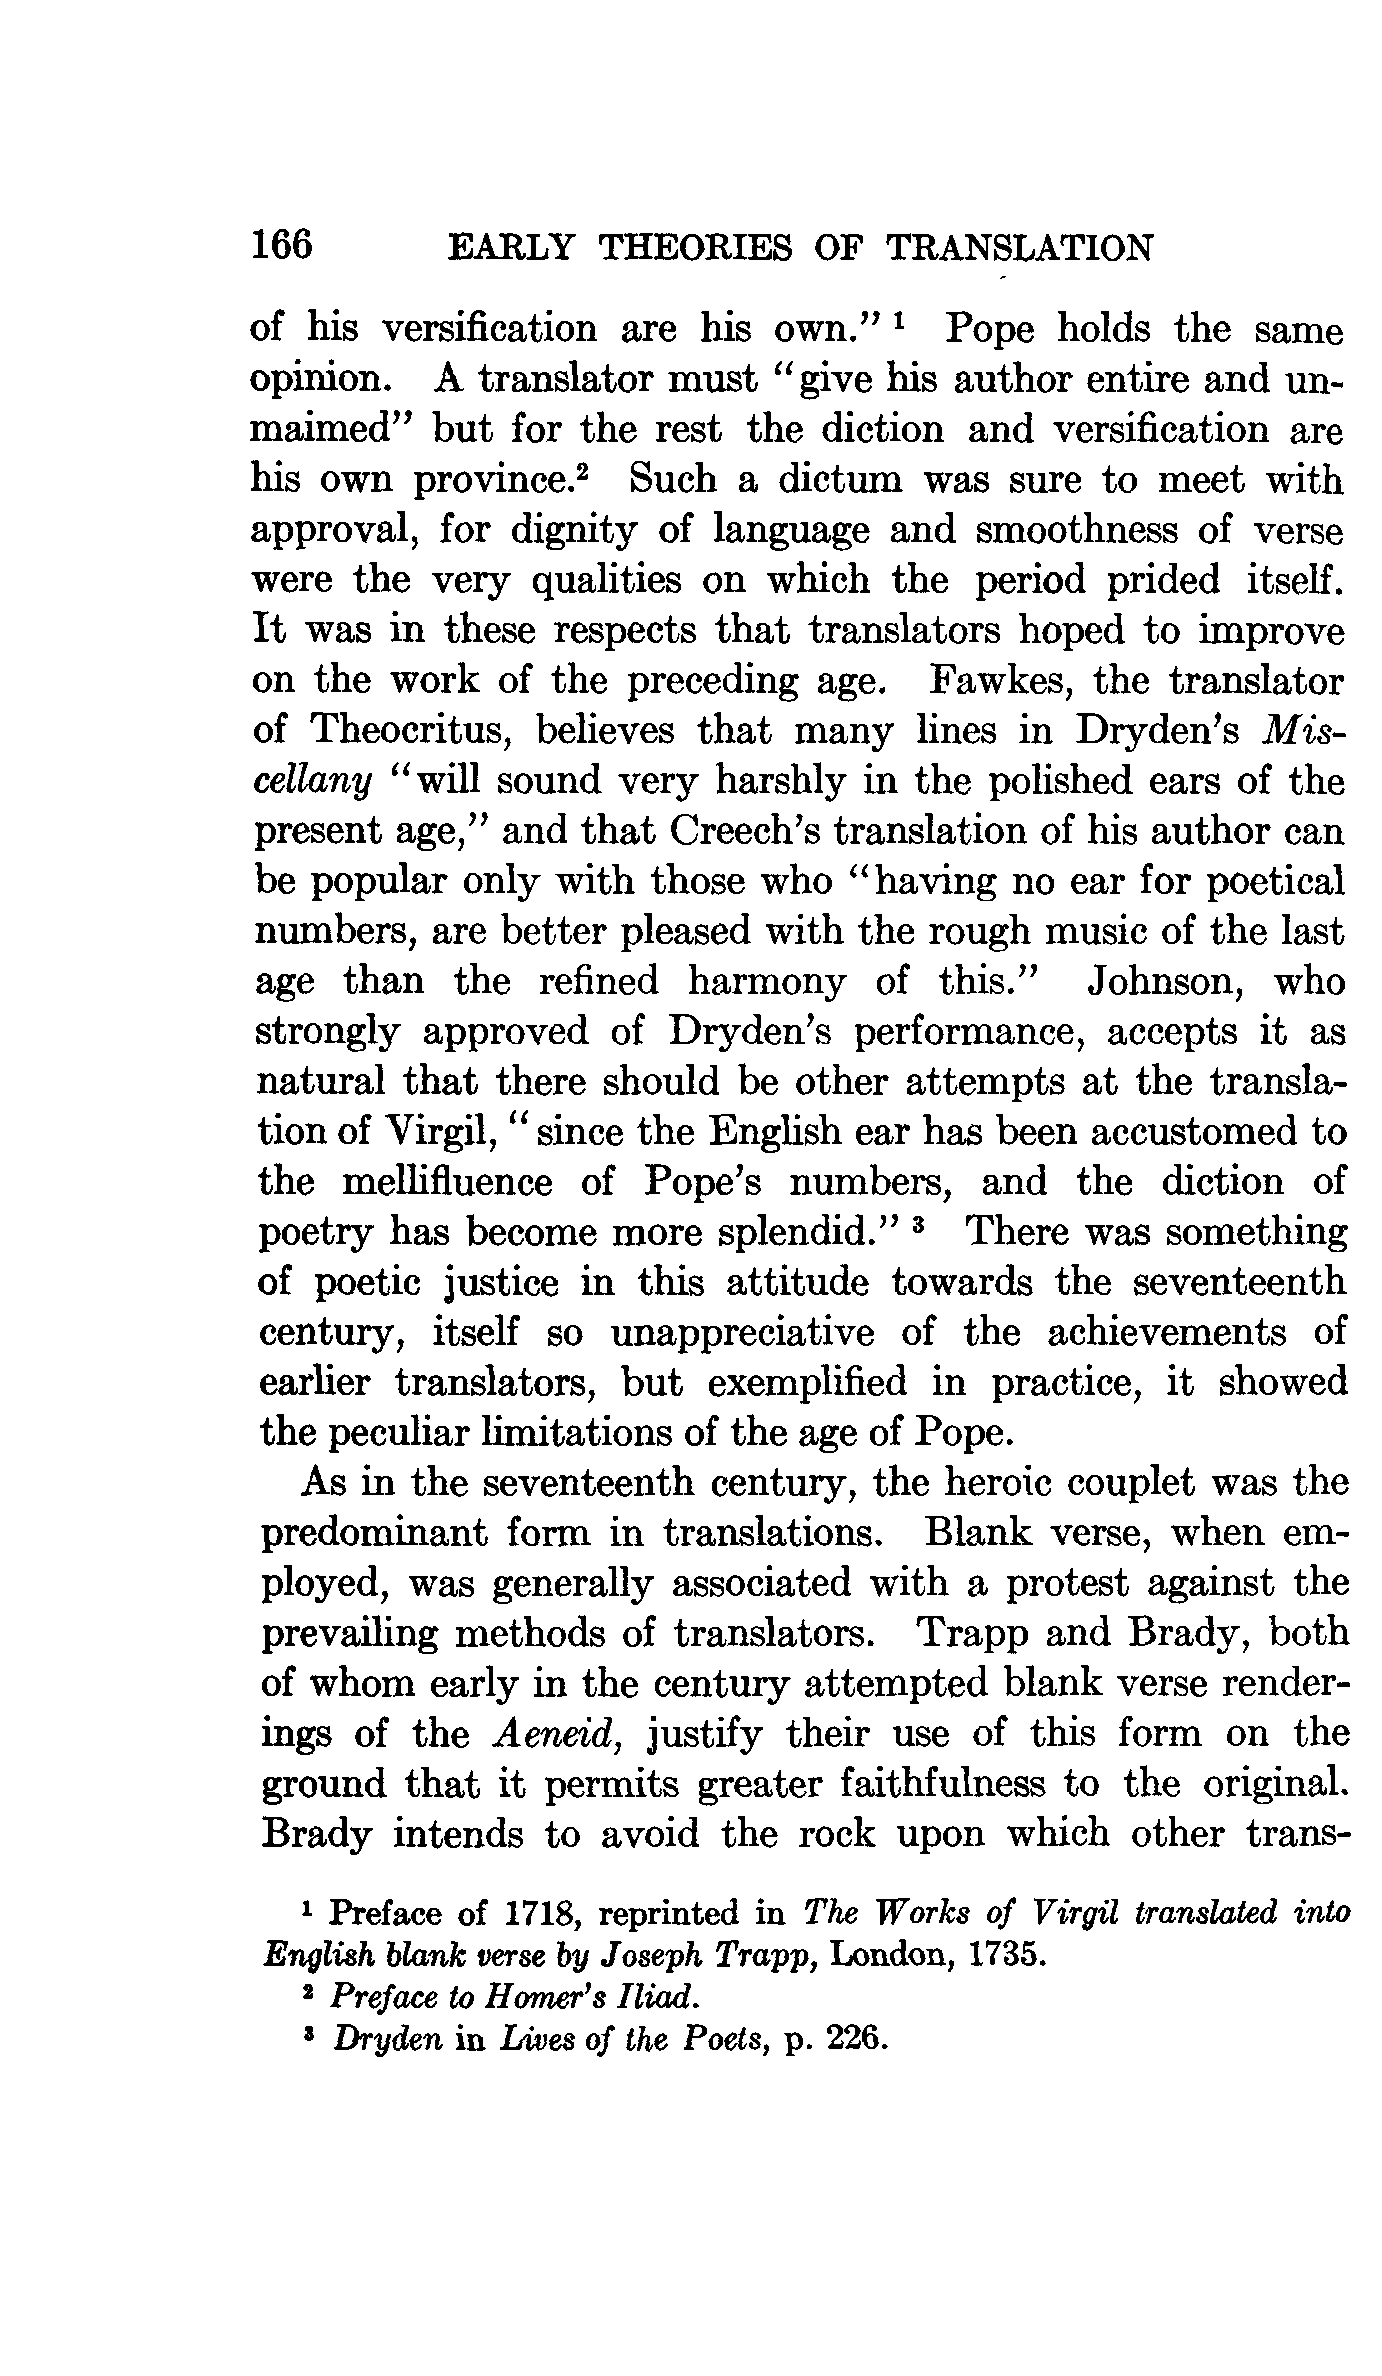 166 EARLY THEORIES OF TRANSLATION
of his versification are his own." ¹ Pope holds the same
opinion. A translator must "give his author entire and un-
maimed" but for the rest the diction and versification are
his own province.² Such a dictum was sure to meet with
approval, for dignity of language and smoothness of verse
were the very qualities on which the period prided itself.
It was in these respects that translators hoped to improve
on the work of the preceding age. Fawkes, the translator
of Theocritus, believes that many lines in Dryden's Mis-
cellany "will sound very harshly in the polished ears of the
present age," and that Creech's translation of his author can
be popular only with those who "having no ear for poetical
numbers, are better pleased with the rough music of the last
age than the refined harmony of this." Johnson, who
strongly approved of Dryden's performance, accepts it as
natural that there should be other attempts at the transla-
tion of Virgil, "since the English ear has been accustomed to
the mellifluence of Pope's numbers, and the diction of
poetry has become more splendid." ³ There was something
of poetic justice in this attitude towards the seventeenth
century, itself so unappreciative of the achievements of
earlier translators, but exemplified in practice, it showed
the peculiar limitations of the age of Pope.
As in the seventeenth century, the heroic couplet was the
predominant form in translations. Blank verse, when em-
ployed, was generally associated with a protest against the
prevailing methods of translators. Trapp and Brady, both
of whom early in the century attempted blank verse render-
ings of the Aeneid, justify their use of this form on the
ground that it permits greater faithfulness to the original.
Brady intends to avoid the rock upon which other trans-
¹ Preface of 1718, reprinted in The Works of Virgil translated into
English blank verse by Joseph Trapp, London, 1735.
² Preface to Homer's Iliad.
³ Dryden in Lives of the Poets, p. 226.